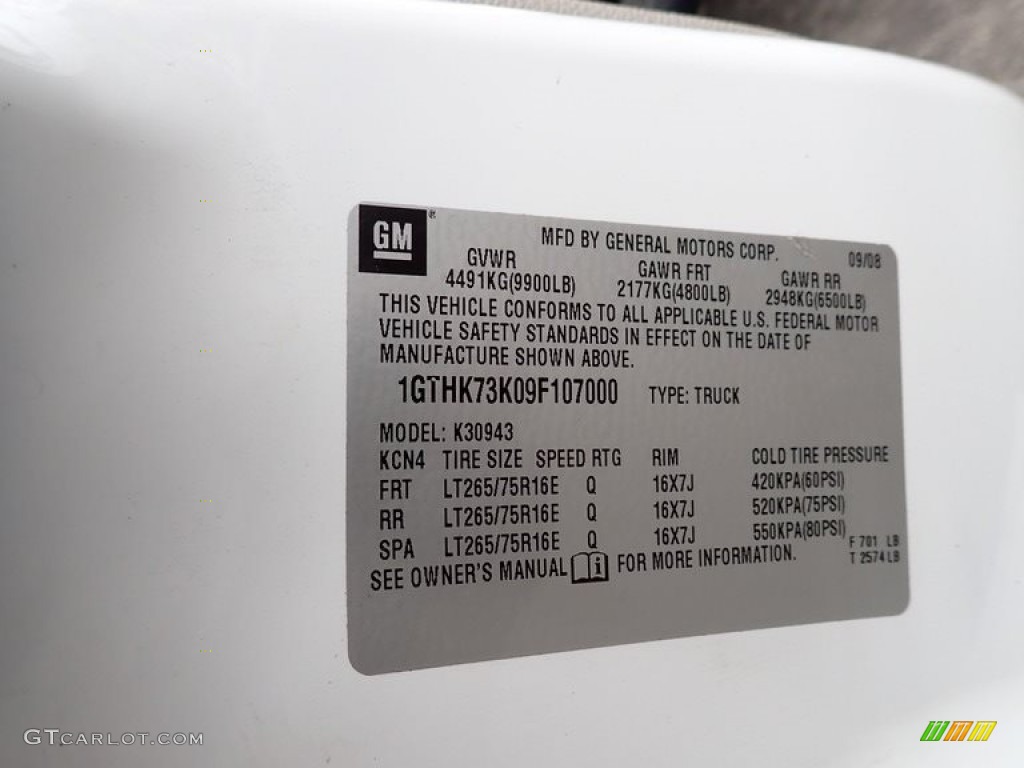 GM®
MFD BY GENERAL MOTORS CORP. 09/08
GVWR GAWR FRT GAWR RR
4491KG(9900LB) 2177KG(4800LB) 2948KG(6500LB)
THIS VEHICLE CONFORMS TO ALL APPLICABLE U.S. FEDERAL MOTOR
VEHICLE SAFETY STANDARDS IN EFFECT ON THE DATE OF
MANUFACTURE SHOWN ABOVE.
1GTHK73K09F107000 TYPE: TRUCK
MODEL: K30943
KCN4 TIRE SIZE SPEED RTG RIM COLD TIRE PRESSURE
FRT LT265/75R16E Q 16X7J 420KPA(60PSI)
RR LT265/75R16E Q 16X7J 520KPA(75PSI)
SPA LT265/75R16E Q 16X7J 550KPA(80PSI)
F 701 LB
T 2574 LB
SEE OWNER'S MANUAL i FOR MORE INFORMATION.
GTCARLOT.COM